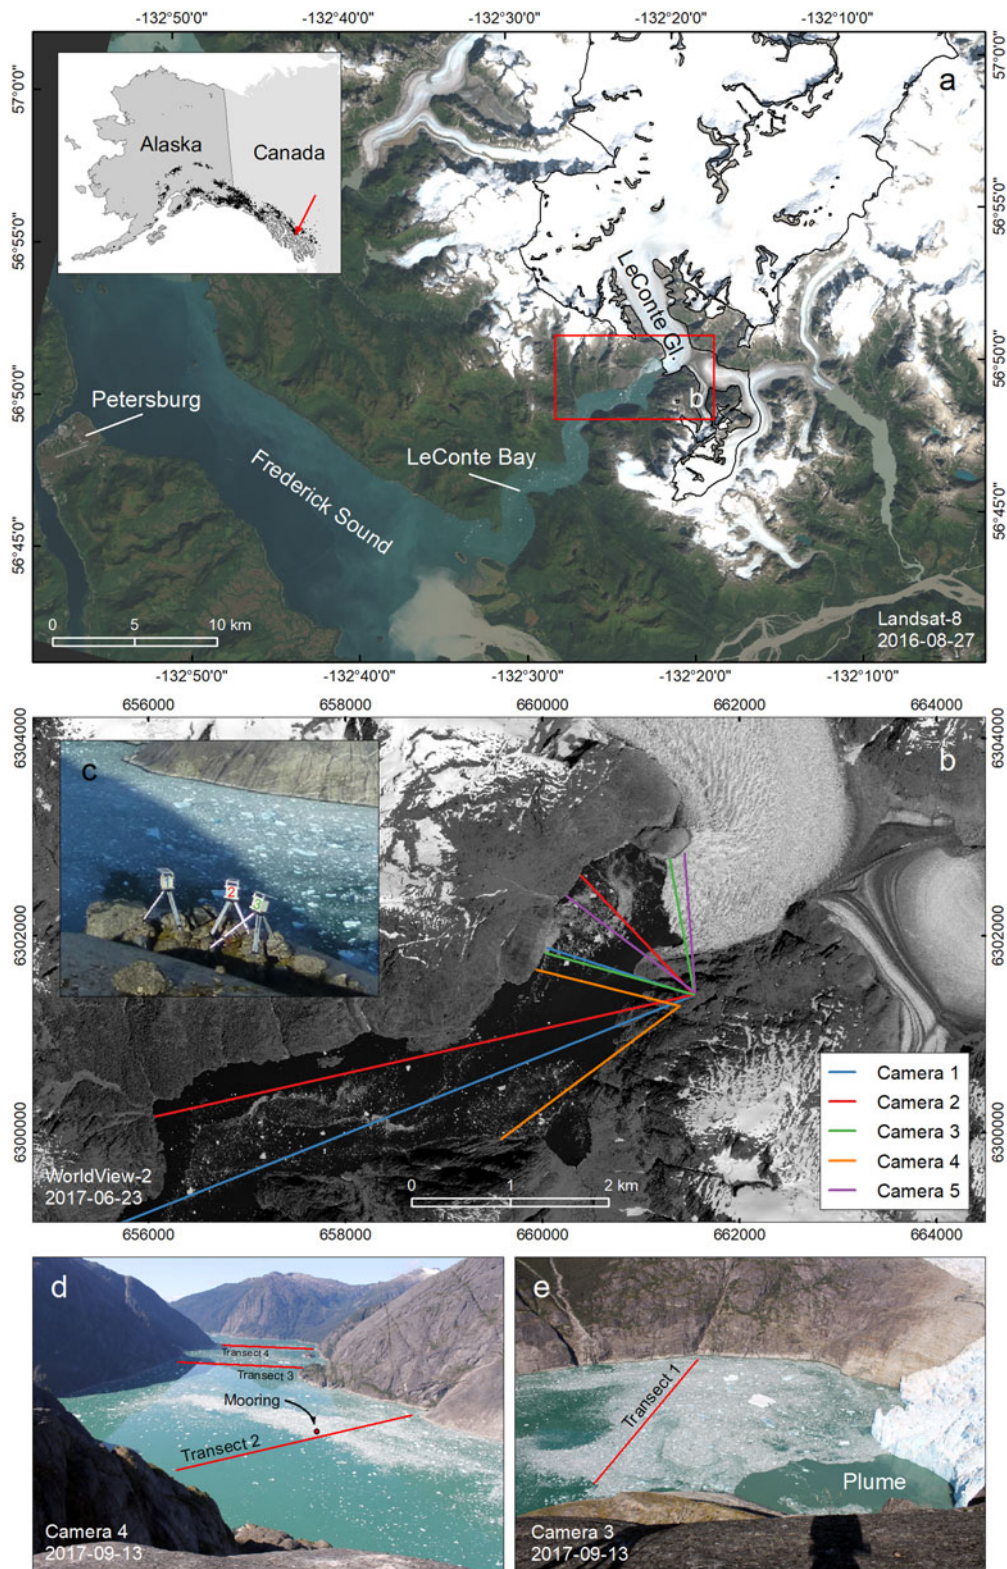 -132°50'0"
-132°40'0"
-132°30'0"
-132°20'0"
-132°10'0"
57°0'0"
56°55'0"
56°50'0"
56°45'0"
57°0'0"
56°55'0"
56°50'0"
56°45'0"
a
Alaska
Canada
LeConte Gl.
b
Petersburg
LeConte Bay
Frederick Sound
0 5 10 km
Landsat-8
2016-08-27
-132°50'0"
-132°40'0"
-132°30'0"
-132°20'0"
-132°10'0"
656000
658000
660000
662000
664000
6304000
6302000
6300000
6304000
6302000
6300000
b
c
1
2
3
Camera 1
Camera 2
Camera 3
Camera 4
Camera 5
WorldView-2
2017-06-23
0 1 2 km
656000
658000
660000
662000
664000
d
Transect 4
Transect 3
Mooring
Transect 2
Camera 4
2017-09-13
e
Transect 1
Plume
Camera 3
2017-09-13